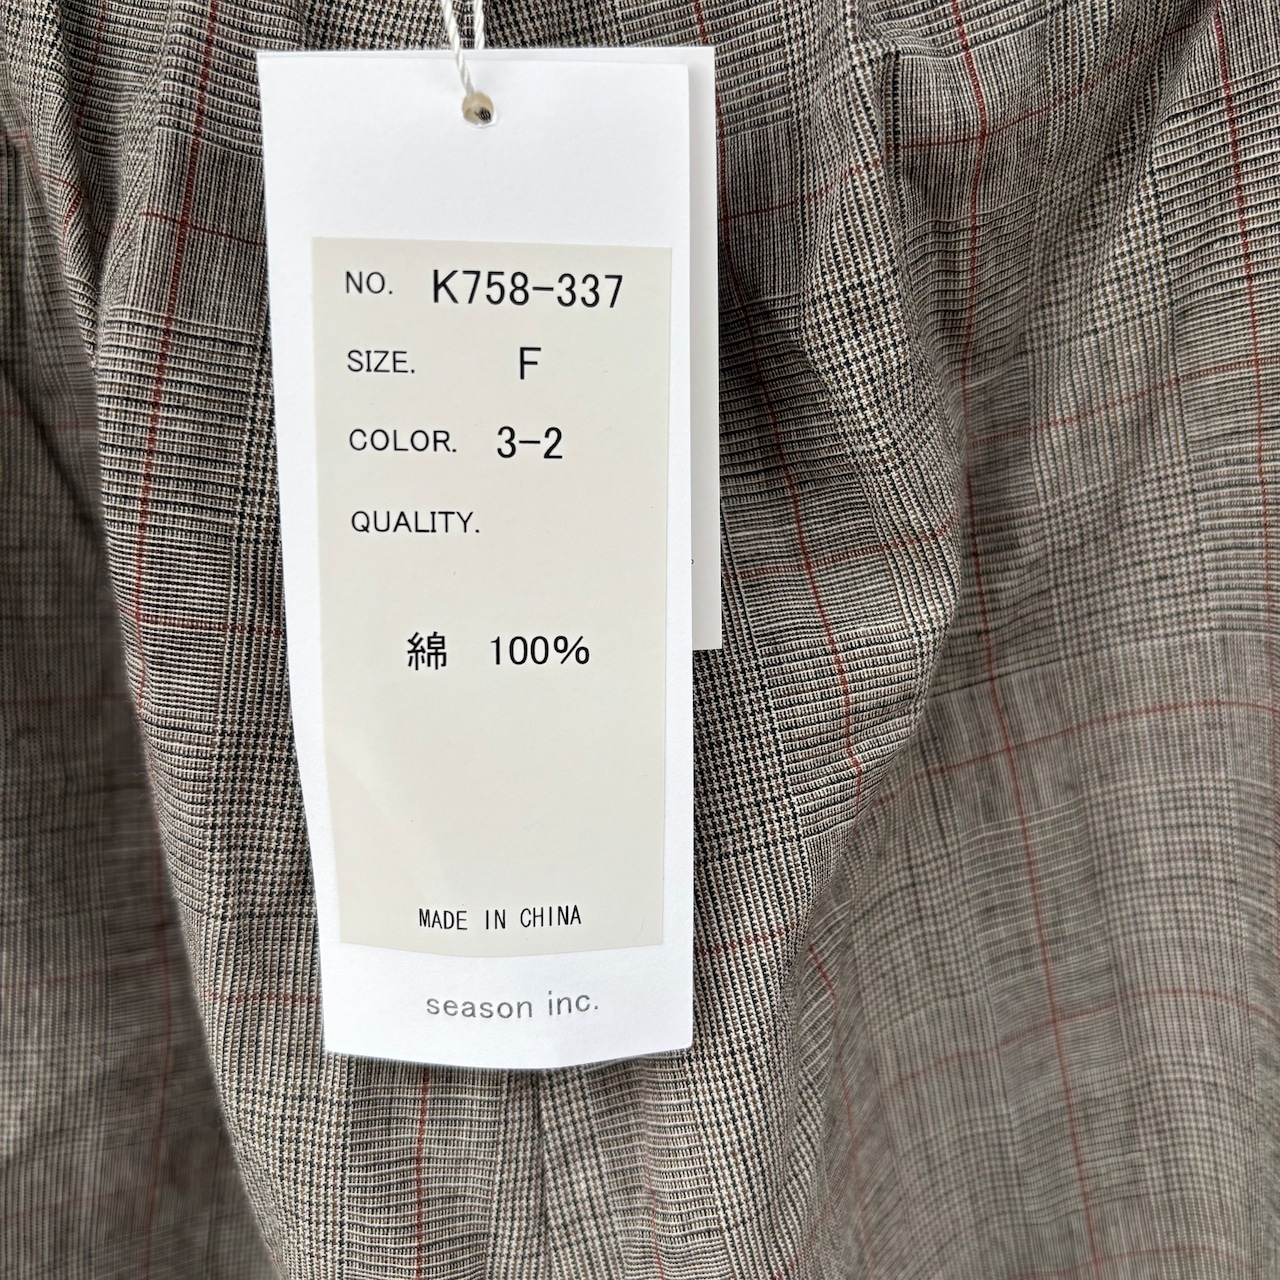 NO. K758-337
SIZE. F
COLOR. 3-2
QUALITY.
綿 100%
MADE IN CHINA
season inc.